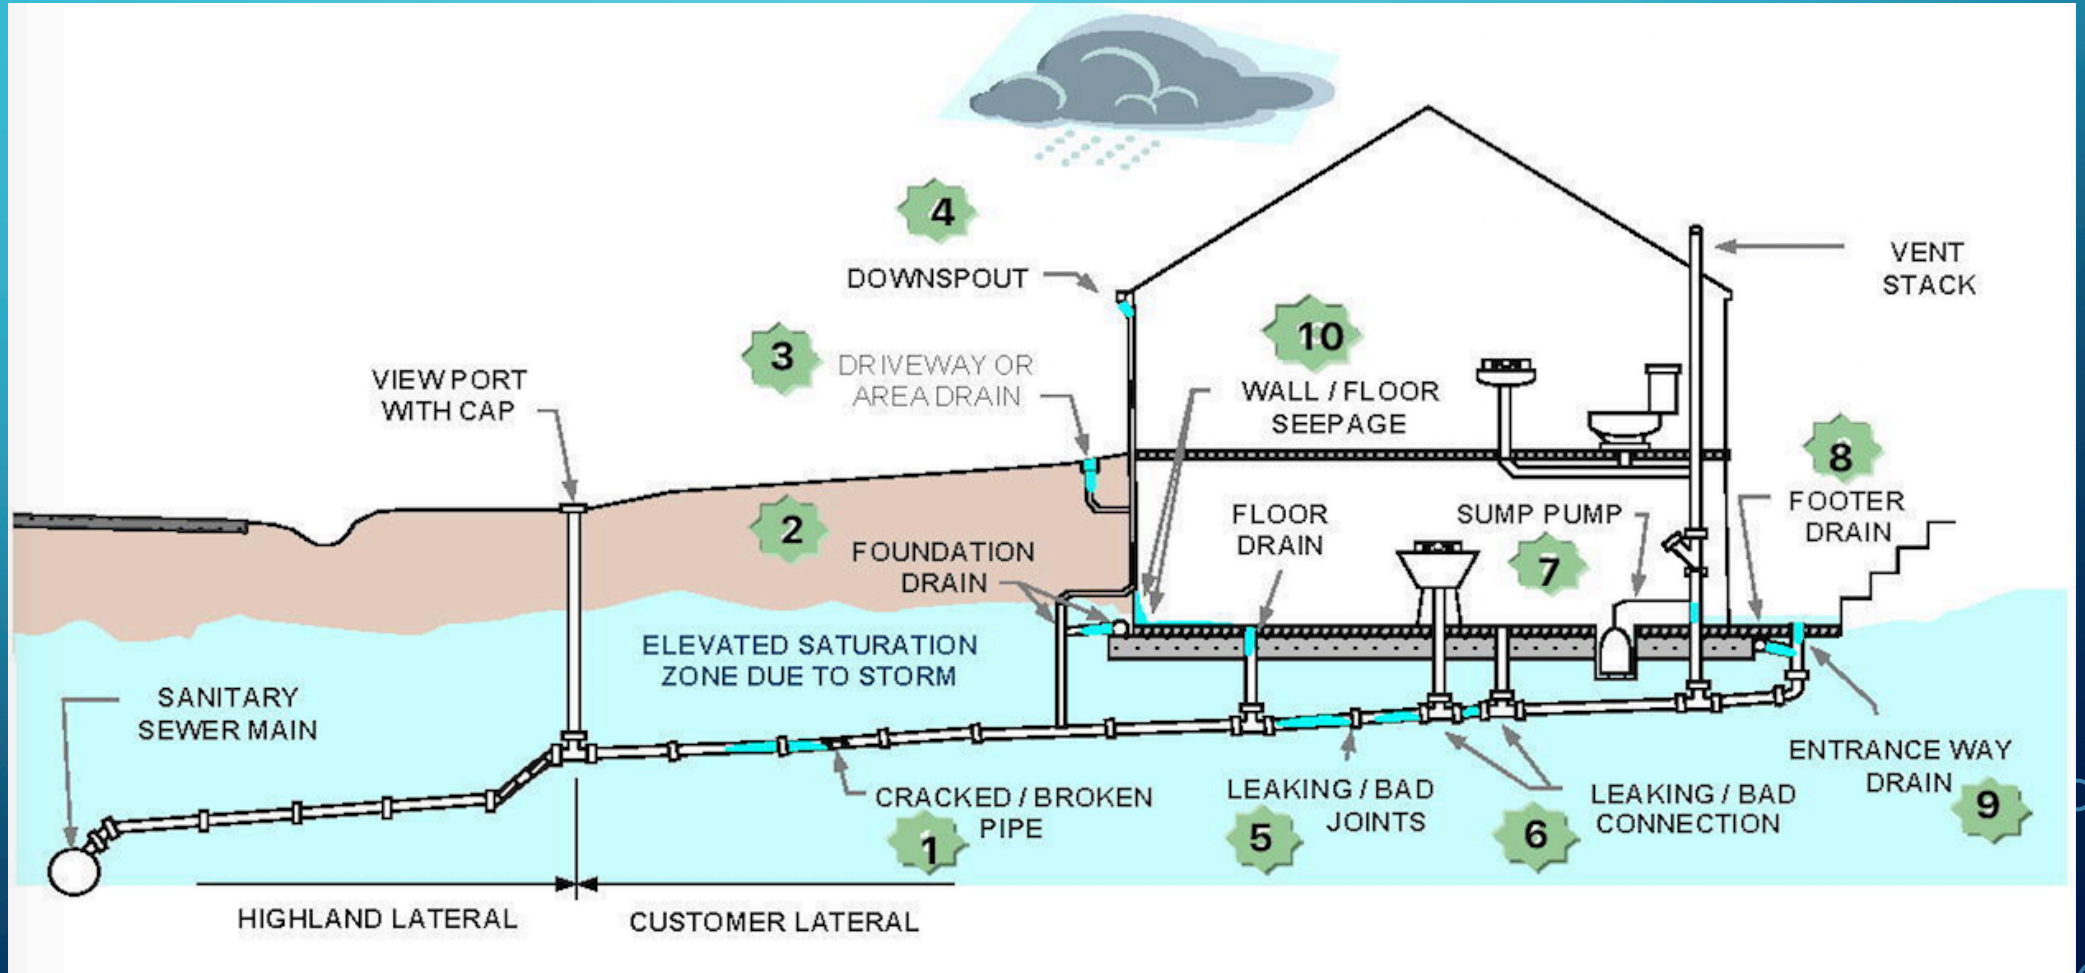 4
DOWNSPOUT
VENT
STACK
3
DRIVEWAY OR
AREA DRAIN
10
WALL / FLOOR
SEEPAGE
VIEW PORT
WITH CAP
8
FOOTER
DRAIN
2
FOUNDATION
DRAIN
FLOOR
DRAIN
SUMP PUMP
7
ELEVATED SATURATION
ZONE DUE TO STORM
SANITARY
SEWER MAIN
CRACKED / BROKEN
PIPE
1
LEAKING / BAD
JOINTS
5
LEAKING / BAD
CONNECTION
6
ENTRANCE WAY
DRAIN
9
HIGHLAND LATERAL
CUSTOMER LATERAL